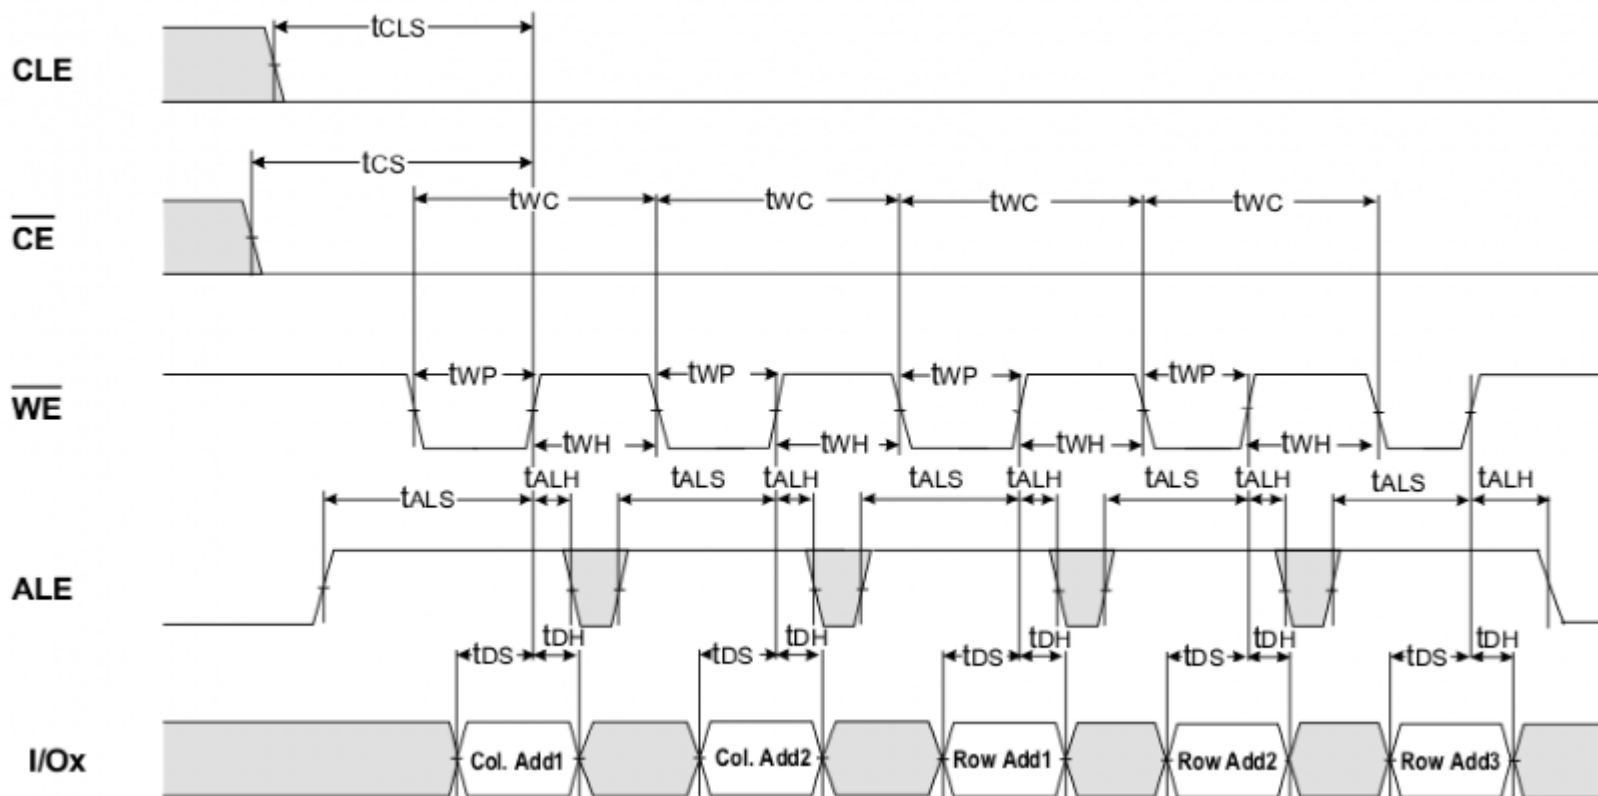 CLE
tCLS
tCS
CE
tWC tWC tWC tWC
WE
tWP tWP tWP tWP
tWH tWH tWH tWH
tALS tALH tALS tALH tALS tALH tALS tALH tALS tALH
ALE
tDS tDH tDS tDH tDS tDH tDS tDH tDS tDH
I/Ox
Col. Add1 Col. Add2 Row Add1 Row Add2 Row Add3